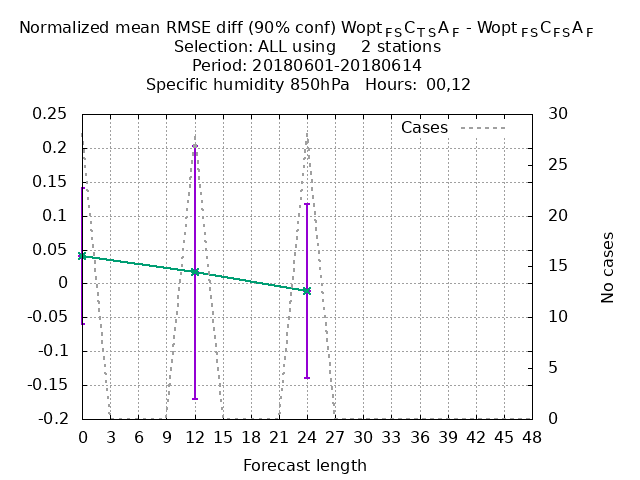 Normalized mean RMSE diff (90% conf) Wopt FS C T S A F - Wopt FS C FS A F
Selection: ALL using 2 stations
Period: 20180601-20180614
Specific humidity 850hPa Hours: 00,12
Cases
0.25
0.2
0.15
0.1
0.05
0
-0.05
-0.1
-0.15
-0.2
30
25
20
15
10
5
0
No cases
0 3 6 9 12 15 18 21 24 27 30 33 36 39 42 45 48
Forecast length